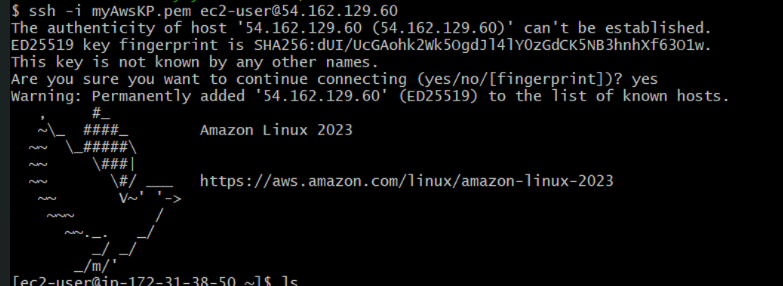 $ ssh -i myAwsKP.pem ec2-user@54.162.129.60
The authenticity of host '54.162.129.60 (54.162.129.60)' can't be established.
ED25519 key fingerprint is SHA256:dUI/UcGAohk2Wk5OgdJl4lY0zGdCK5NB3hnhXf63O1w.
This key is not known by any other names.
Are you sure you want to continue connecting (yes/no/[fingerprint])? yes
Warning: Permanently added '54.162.129.60' (ED25519) to the list of known hosts.
   ,     #_
   ~\_  ####_        Amazon Linux 2023
  ~~  \_#####\
  ~~     \###|
  ~~       \#/ ___   https://aws.amazon.com/linux/amazon-linux-2023
   ~~       V~' '->
    ~~~         /
      ~~._.   _/
         _/ _/
       _/m/'
[ec2-user@ip-172-31-38-50 ~]$ ls